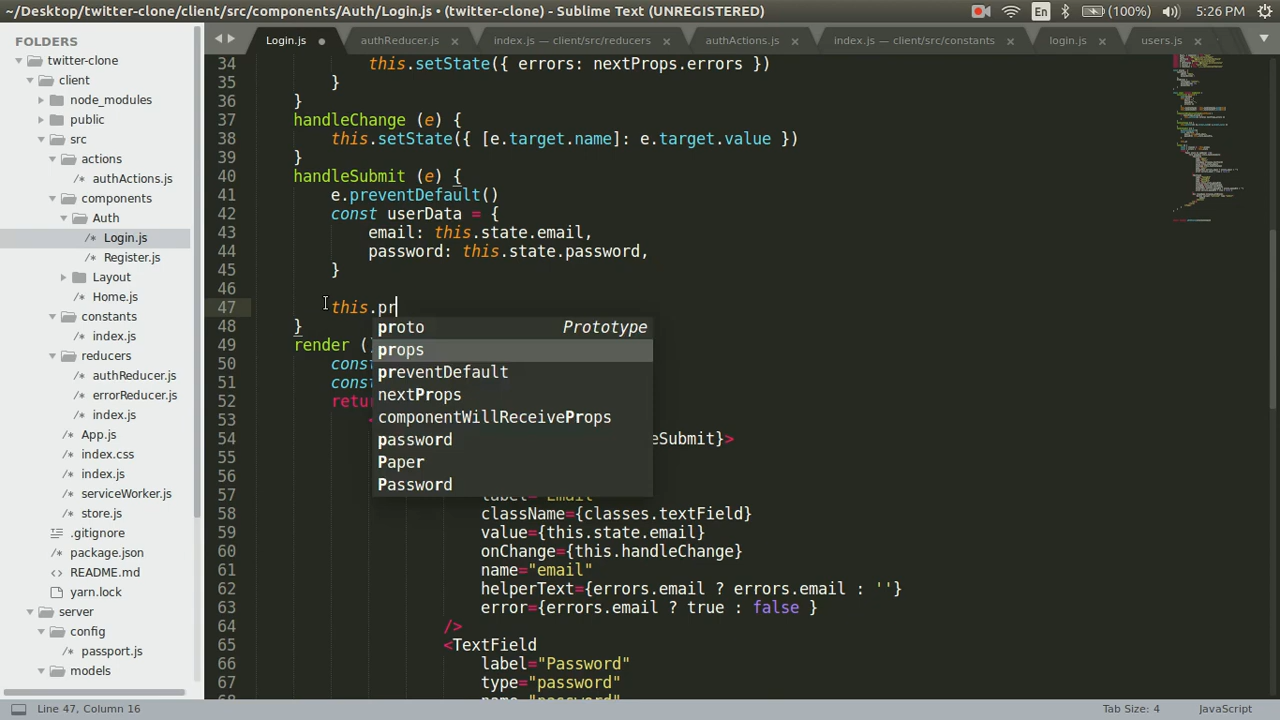 ~/Desktop/twitter-clone/client/src/components/Auth/Login.js • (twitter-clone) - Sublime Text (UNREGISTERED)
En
(100%)
5:26 PM
FOLDERS
twitter-clone
client
node_modules
public
src
actions
authActions.js
components
Auth
Login.js
Register.js
Layout
Home.js
constants
index.js
reducers
authReducer.js
errorReducer.js
index.js
App.js
index.css
index.js
serviceWorker.js
store.js
.gitignore
package.json
README.md
yarn.lock
server
config
passport.js
models
Login.js
authReducer.js
index.js — client/src/reducers
authActions.js
index.js — client/src/constants
login.js
users.js
34 this.setState({ errors: nextProps.errors })
35 }
36 }
37 handleChange (e) {
38 this.setState({ [e.target.name]: e.target.value })
39 }
40 handleSubmit (e) {
41 e.preventDefault()
42 const userData = {
43 email: this.state.email,
44 password: this.state.password,
45 }
46
47 this.pr
48 }
49 render (
50 const
51 const
52 retu
53 <
54 eSubmit}>
55
56
57 label="Email"
58 className={classes.textField}
59 value={this.state.email}
60 onChange={this.handleChange}
61 name="email"
62 helperText={errors.email ? errors.email : ''}
63 error={errors.email ? true : false }
64 />
65 <TextField
66 label="Password"
67 type="password"
68 name="password"
proto Prototype
props
preventDefault
nextProps
componentWillReceiveProps
password
Paper
Password
Line 47, Column 16
Tab Size: 4
JavaScript